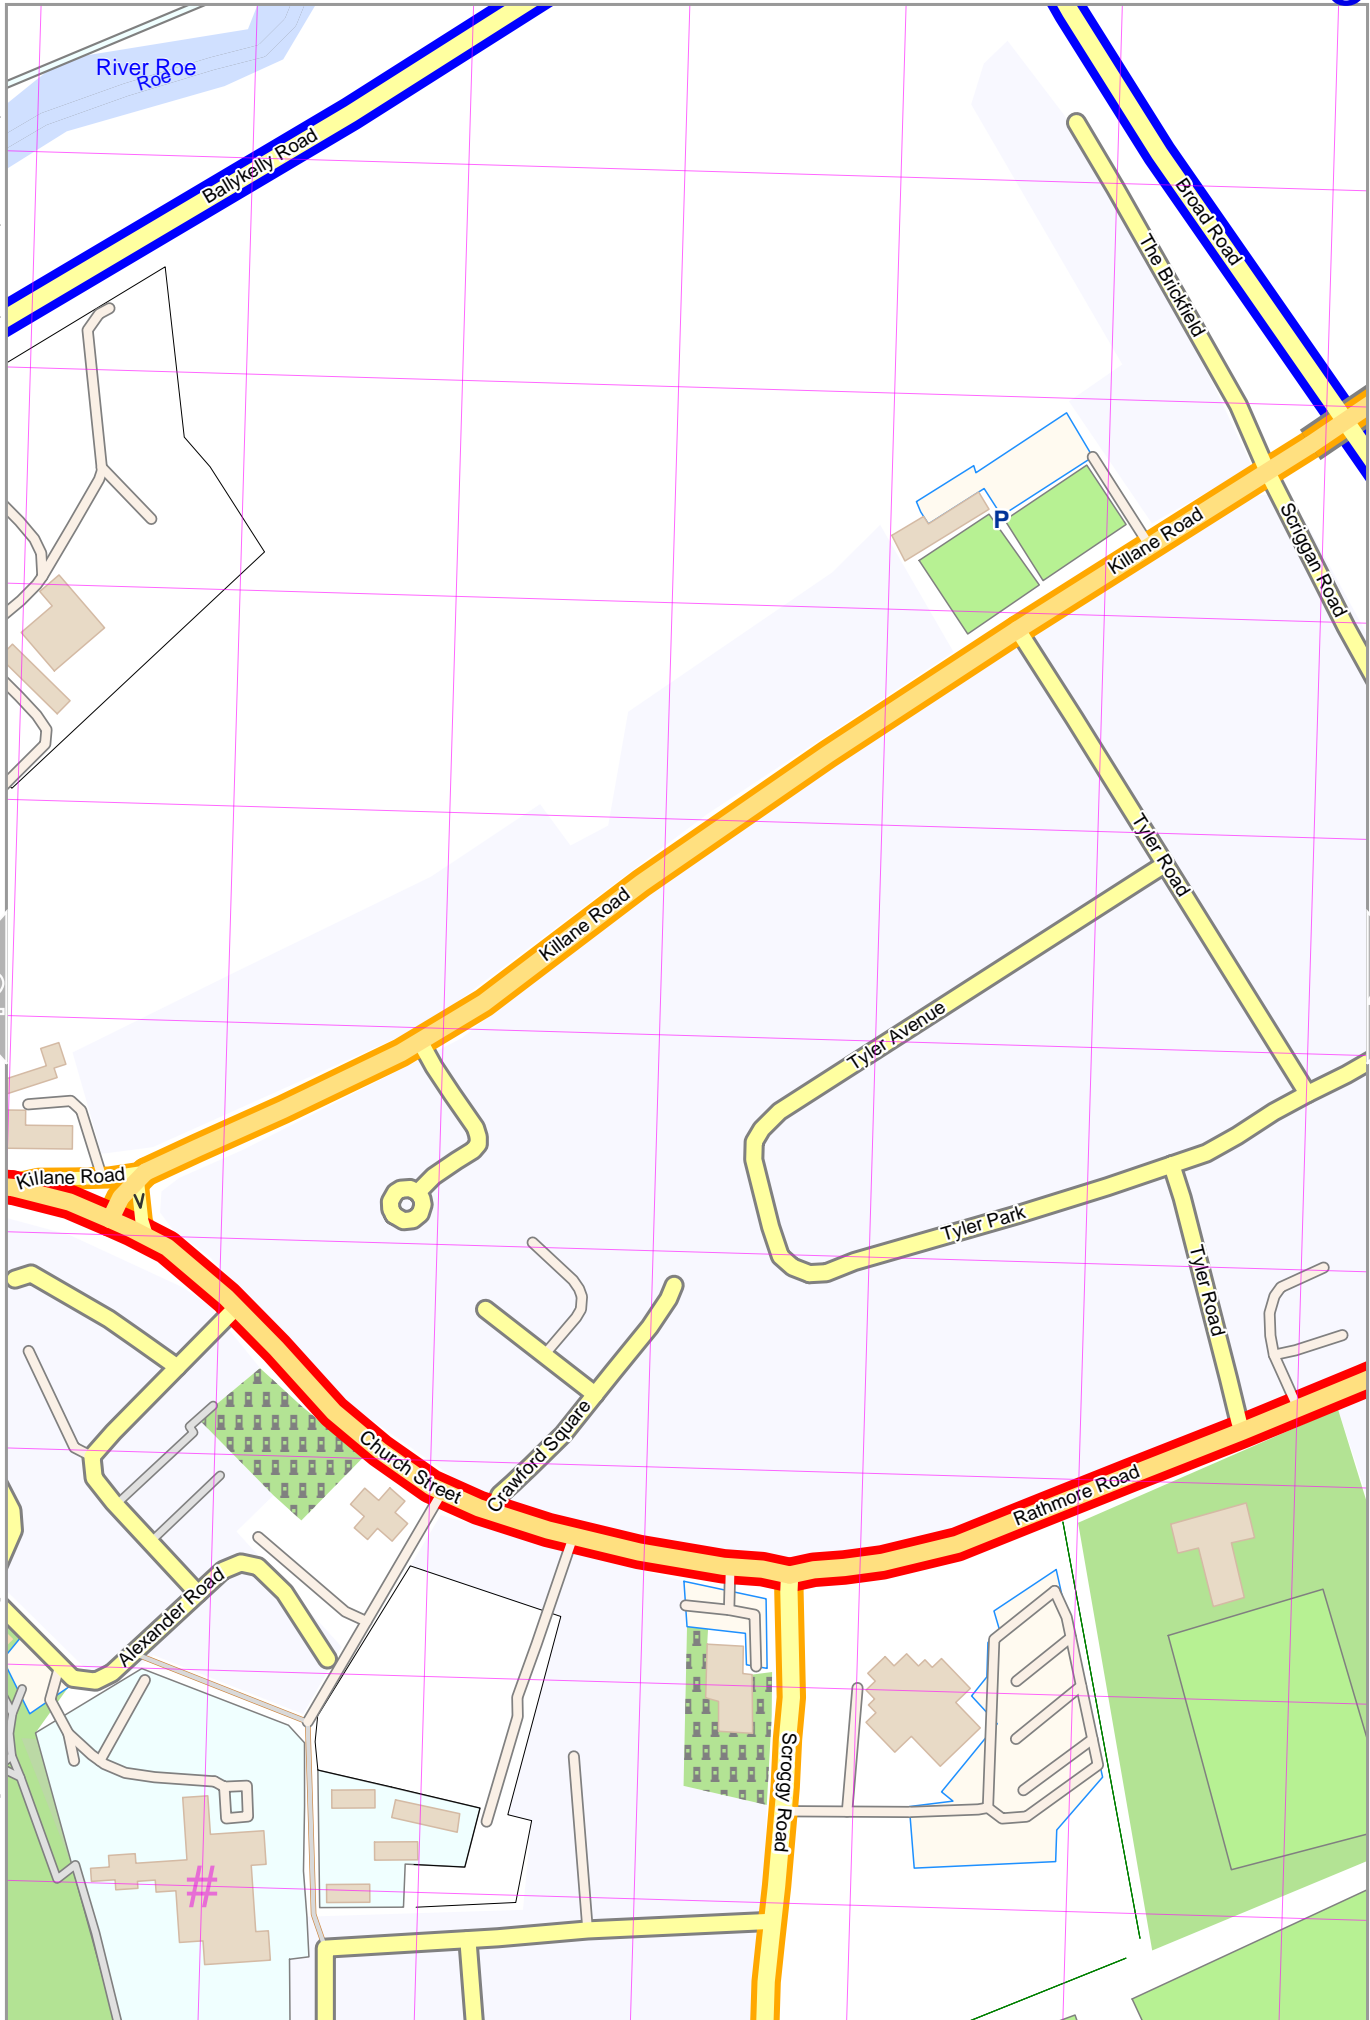 River Roe
Roe
Ballykelly Road
Broad Road
The Brickfield
P
Killane Road
Scriggan Road
Tyler Road
Killane Road
Tyler Avenue
Killane Road
V
Tyler Park
Tyler Road
Church Street
Crawford Square
Rathmore Road
Alexander Road
Scroggy Road
#